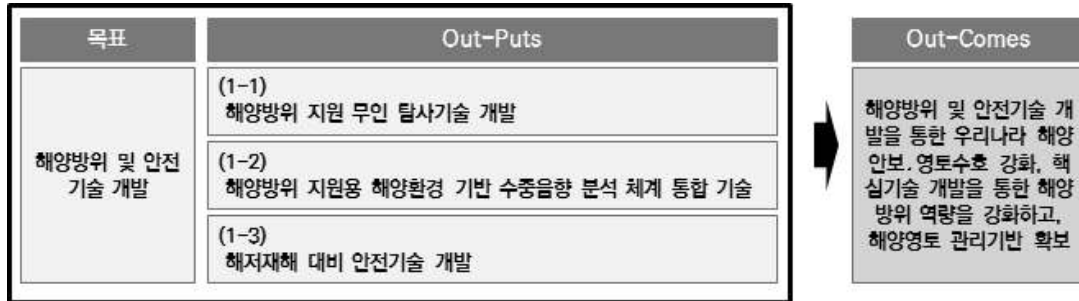 목표
Out-Puts
Out-Comes
해양방위 및 안전
기술 개발
(1-1)
해양방위 지원 무인 탐사기술 개발
(1-2)
해양방위 지원용 해양환경 기반 수중음향 분석 체계 통합 기술
(1-3)
해저재해 대비 안전기술 개발
해양방위 및 안전기술 개
발을 통한 우리나라 해양
안보.영토수호 강화, 핵
심기술 개발을 통한 해양
방위 역량을 강화하고,
해양영토 관리기반 확보